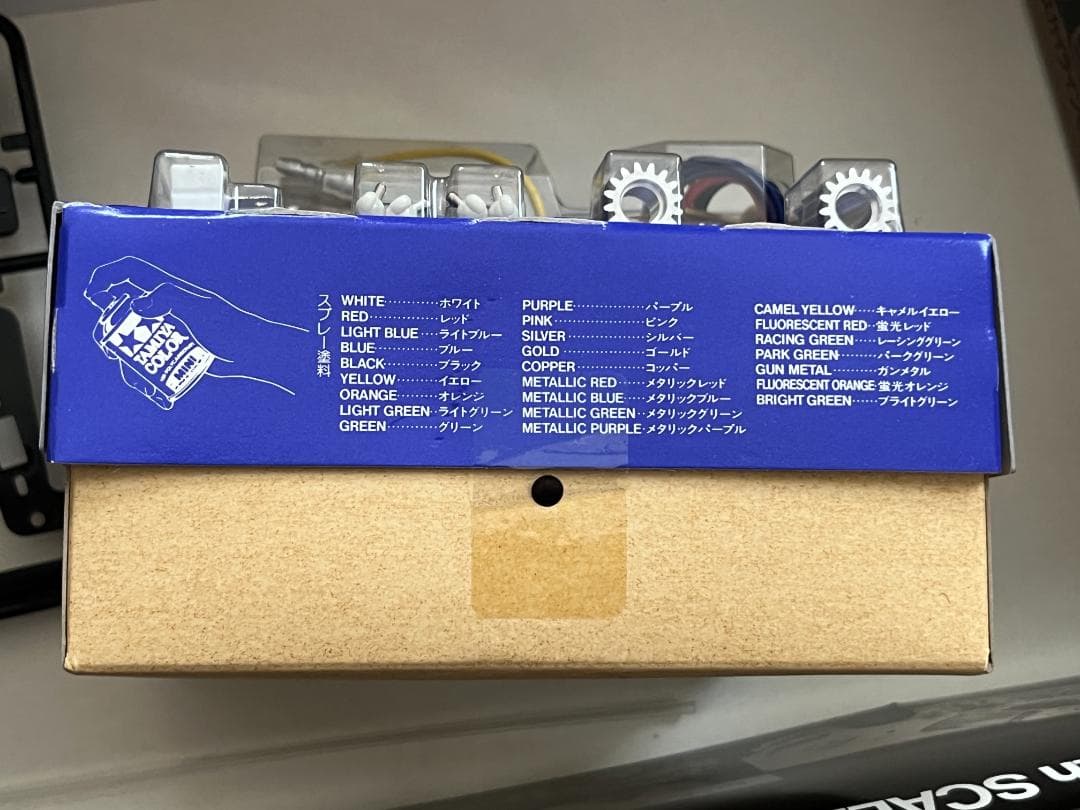 TAMIYA
COLOR
MINI
スプレー塗料
WHITE............ホワイト
RED...............レッド
LIGHT BLUE....ライトブルー
BLUE.............ブルー
BLACK...........ブラック
YELLOW.........イエロー
ORANGE.........オレンジ
LIGHT GREEN..ライトグリーン
GREEN...........グリーン
PURPLE...............パープル
PINK....................ピンク
SILVER................シルバー
GOLD..................ゴールド
COPPER..............コッパー
METALLIC RED.....メタリックレッド
METALLIC BLUE....メタリックブルー
METALLIC GREEN..メタリックグリーン
METALLIC PURPLE.メタリックパープル
CAMEL YELLOW....キャメルイエロー
FLUORESCENT RED.蛍光レッド
RACING GREEN....レーシンググリーン
PARK GREEN.......パークグリーン
GUN METAL........ガンメタル
FLUORESCENT ORANGE.蛍光オレンジ
BRIGHT GREEN....ブライトグリーン